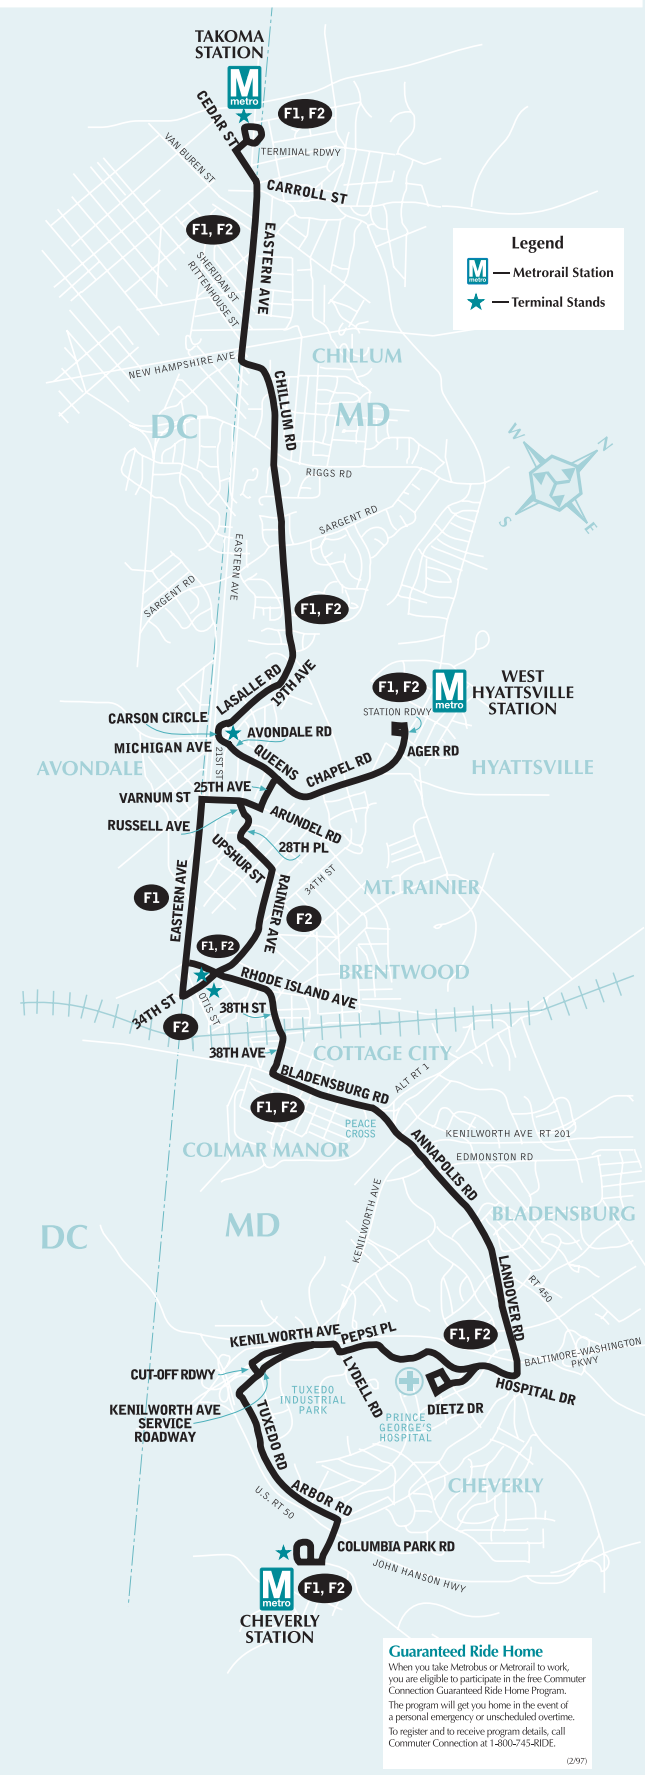 TAKOMA
STATION
M
metro
F1, F2
CEDAR ST
TERMINAL RDWY
VAN BUREN ST
CARROLL ST
F1, F2
EASTERN AVE
SHERIDAN ST
RITTENHOUSE ST
Legend
M
Metrorail Station
Terminal Stands
NEW HAMPSHIRE AVE
CHILLUM
CHILLUM RD
DC
MD
W
N
S
E
RIGGS RD
SARGENT RD
EASTERN AVE
SARGENT RD
F1, F2
LASALLE RD
19TH AVE
F1, F2
M
metro
WEST
HYATTSVILLE
STATION
STATION RDWY
CARSON CIRCLE
AVONDALE RD
MICHIGAN AVE
21ST ST
QUEENS
CHAPEL RD
AGER RD
AVONDALE
HYATTSVILLE
25TH AVE
VARNUM ST
ARUNDEL RD
RUSSELL AVE
28TH PL
UPSHUR ST
34TH ST
MT. RAINIER
F1
EASTERN AVE
RAINIER AVE
F2
F1, F2
BRENTWOOD
RHODE ISLAND AVE
34TH ST
OTIS ST
38TH ST
F2
38TH AVE
COTTAGE CITY
BLADENSBURG RD
ALT RT 1
F1, F2
PEACE
CROSS
ANNAPOLIS RD
KENILWORTH AVE RT 201
EDMONSTON RD
COLMAR MANOR
KENILWORTH AVE
BLADENSBURG
DC
MD
LANDOVER RD
RT 450
F1, F2
KENILWORTH AVE
PEPSI PL
BALTIMORE-WASHINGTON
PKWY
CUT-OFF RDWY
LYDELL RD
HOSPITAL DR
DIETZ DR
TUXEDO
INDUSTRIAL
PARK
KENILWORTH AVE
SERVICE
ROADWAY
PRINCE
GEORGE'S
HOSPITAL
TUXEDO RD
CHEVERLY
U.S. RT 50
ARBOR RD
COLUMBIA PARK RD
JOHN HANSON HWY
M
metro
F1, F2
CHEVERLY
STATION
Guaranteed Ride Home
When you take Metrobus or Metrorail to work,
you are eligible to participate in the free Commuter
Connection Guaranteed Ride Home Program.
The program will get you home in the event of
a personal emergency or unscheduled overtime.
To register and to receive program details, call
Commuter Connection at 1-800-745-RIDE.
(2/97)